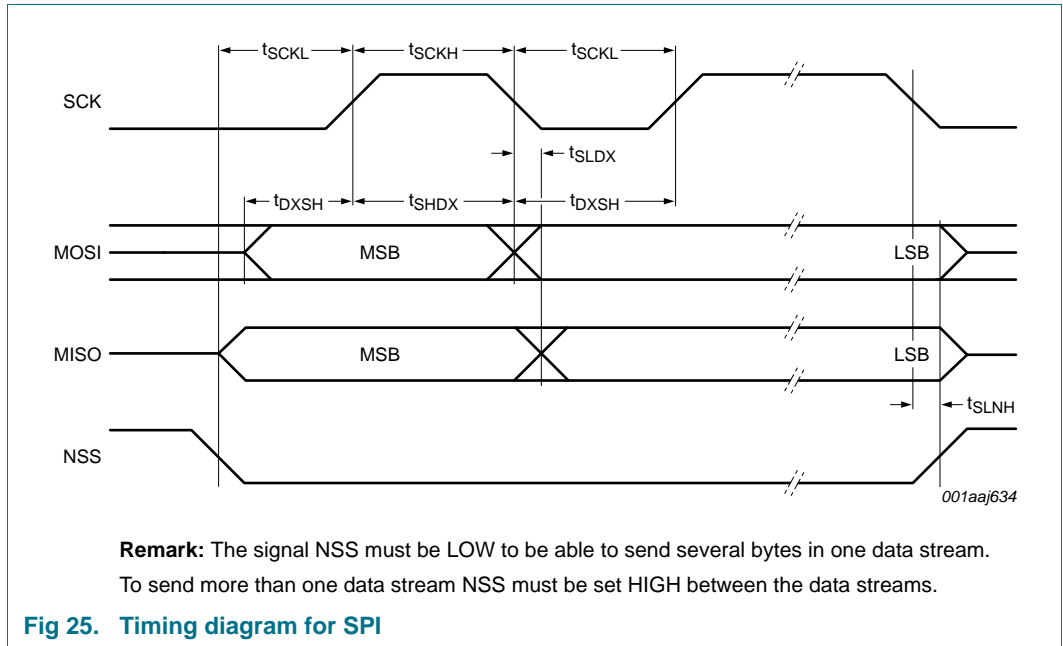 tSCKL tSCKH tSCKL
SCK
tSLDX
tDXSH tSHDX tDXSH
MOSI MSB LSB
MISO MSB LSB
tSLNH
NSS
001aaj634
Remark: The signal NSS must be LOW to be able to send several bytes in one data stream.
To send more than one data stream NSS must be set HIGH between the data streams.
Fig 25. Timing diagram for SPI